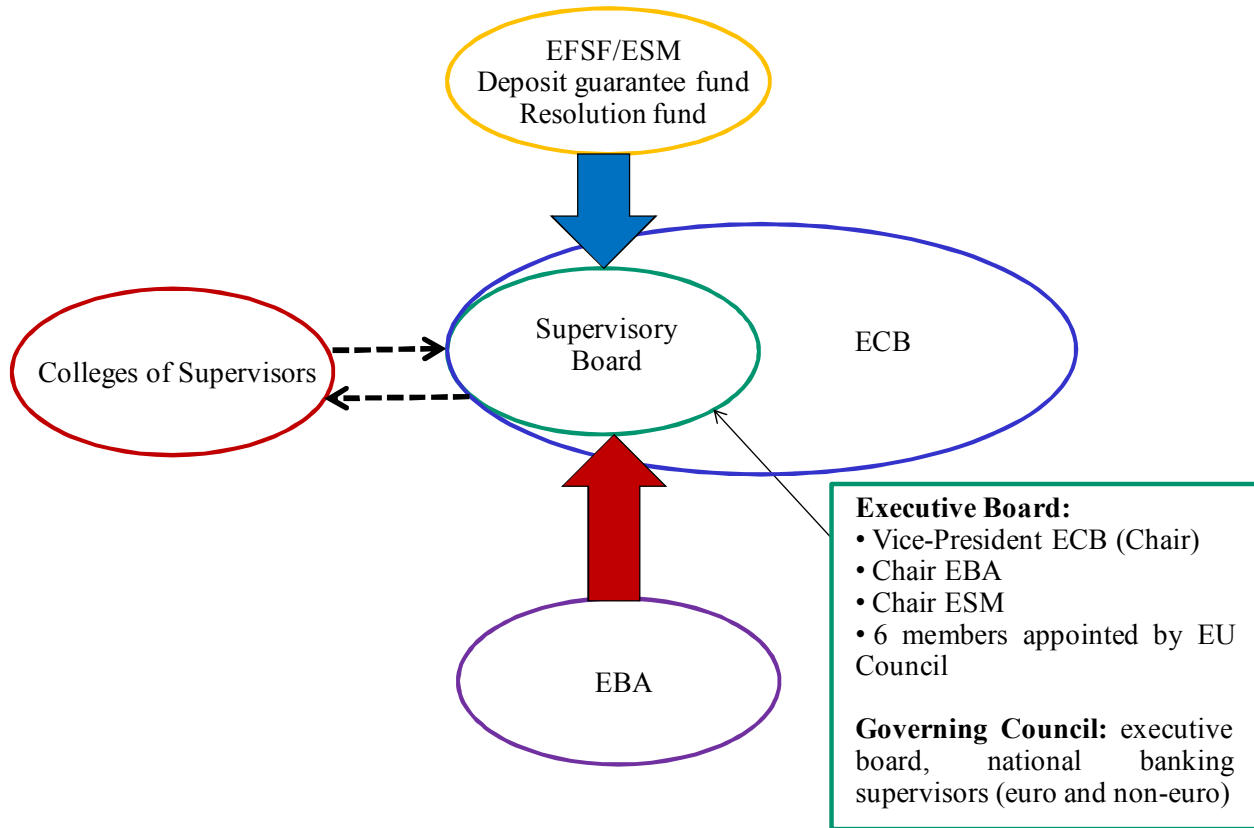 EFSF/ESM
Deposit guarantee fund
Resolution fund
Supervisory
Board
ECB
Colleges of Supervisors
EBA
Executive Board:
• Vice-President ECB (Chair)
• Chair EBA
• Chair ESM
• 6 members appointed by EU
Council
Governing Council: executive
board, national banking
supervisors (euro and non-euro)